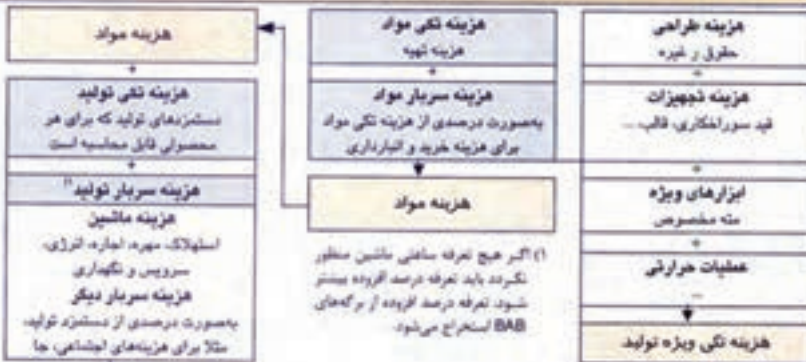 هزینه طراحی
حقوق و غیره
+
هزینه تجهیزات
قید سوراخکاری، قالب ...
+
ابزارهای ویژه
مته مخصوص
+
عملیات حرارتی
...
هزینه تکی ویژه تولید
هزینه تکی مواد
هزینه تهیه
+
هزینه سربار مواد
به‌صورت درصدی از هزینه تکی مواد
برای هزینه خرید و انبارداری
هزینه مواد
۱) اگر هیچ تعرفه ساعتی ماشین منظور
نگردد باید تعرفه درصد افزوده بیشتر
شود. تعرفه درصد افزوده از برگه‌های
BAB استخراج می‌شود.
هزینه مواد
+
هزینه تکی تولید
دستمزدهای تولید که برای هر
محصولی قابل محاسبه است
+
هزینه سربار تولید ۱)
هزینه ماشین
استهلاک، بهره، اجاره، انرژی،
سرویس و نگهداری
هزینه سربار دیگر
به‌صورت درصدی از دستمزد تولید،
مثلا برای هزینه‌های اجتماعی، جا